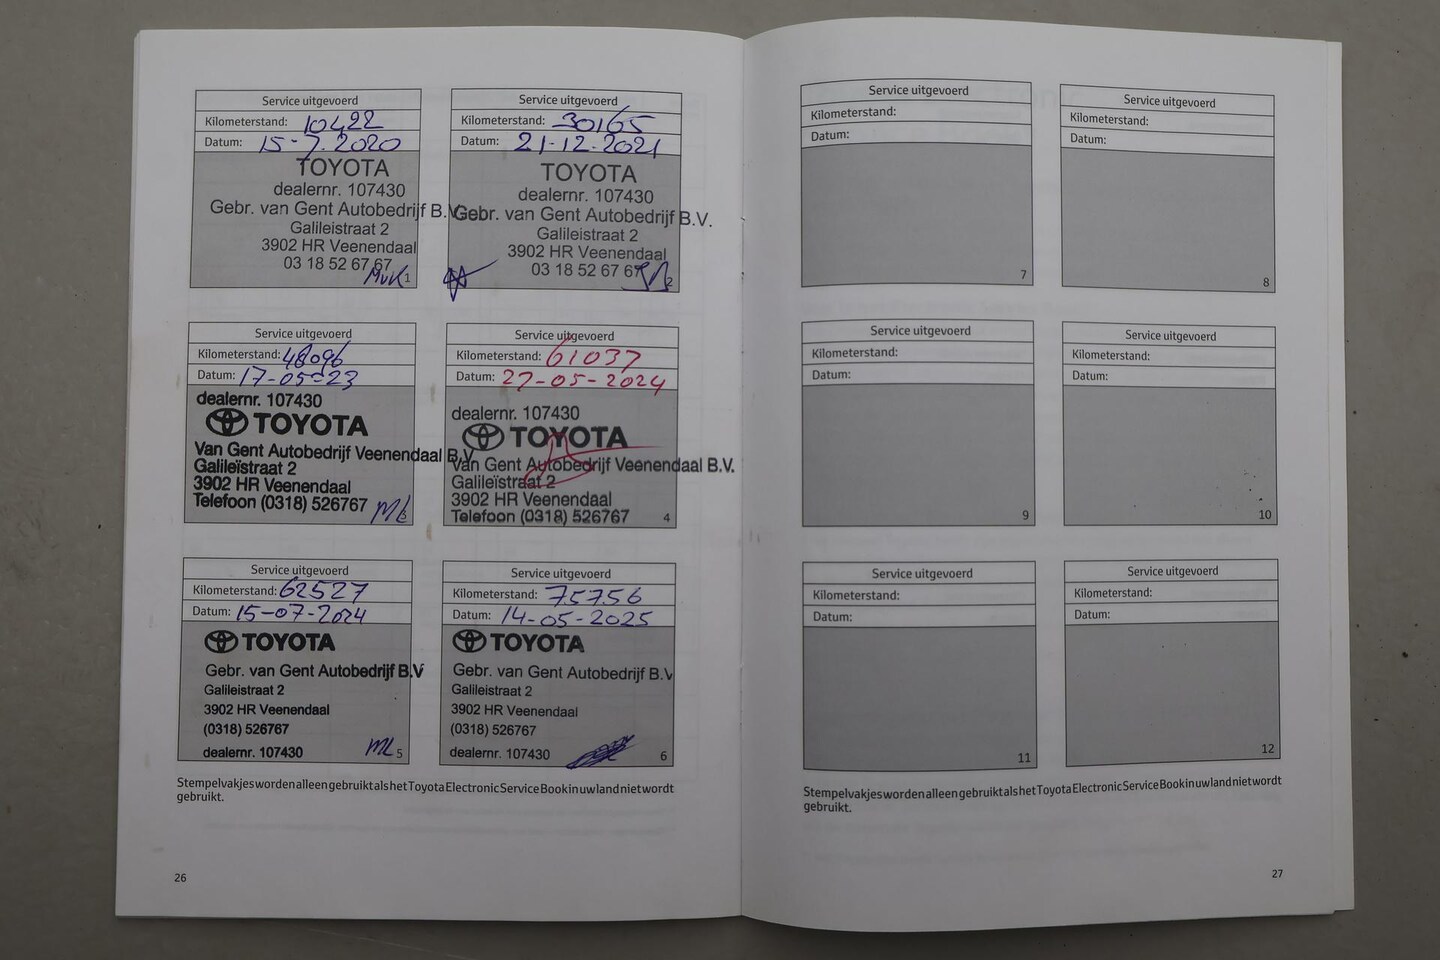 Service uitgevoerd
Kilometerstand: 10422
Datum: 15-7.2020
TOYOTA
dealernr. 107430
Gebr. van Gent Autobedrijf B.V.
Galileistraat 2
3902 HR Veenendaal
03 18 52 67 67
MvK 1
Service uitgevoerd
Kilometerstand: 30165
Datum: 21-12.2021
TOYOTA
dealernr. 107430
Gebr. van Gent Autobedrijf B.V.
Galileistraat 2
3902 HR Veenendaal
03 18 52 67 67
2
Service uitgevoerd
Kilometerstand: 48096
Datum: 17-05-23
dealernr. 107430
TOYOTA
Van Gent Autobedrijf Veenendaal B.V.
Galileïstraat 2
3902 HR Veenendaal
Telefoon (0318) 526767
3
Service uitgevoerd
Kilometerstand: 61037
Datum: 27-05-2024
dealernr. 107430
TOYOTA
Van Gent Autobedrijf Veenendaal B.V.
Galileïstraat 2
3902 HR Veenendaal
Telefoon (0318) 526767
4
Service uitgevoerd
Kilometerstand: 62527
Datum: 15-07-2024
TOYOTA
Gebr. van Gent Autobedrijf B.V
Galileistraat 2
3902 HR Veenendaal
(0318) 526767
dealernr. 107430
5
Service uitgevoerd
Kilometerstand: 75756
Datum: 14-05-2025
TOYOTA
Gebr. van Gent Autobedrijf B.V
Galileistraat 2
3902 HR Veenendaal
(0318) 526767
dealernr. 107430
6
Stempelvakjes worden alleen gebruikt als het Toyota Electronic Service Book in uw land niet wordt
gebruikt.
26
Service uitgevoerd
Kilometerstand:
Datum:
7
Service uitgevoerd
Kilometerstand:
Datum:
8
Service uitgevoerd
Kilometerstand:
Datum:
9
Service uitgevoerd
Kilometerstand:
Datum:
10
Service uitgevoerd
Kilometerstand:
Datum:
11
Service uitgevoerd
Kilometerstand:
Datum:
12
Stempelvakjes worden alleen gebruikt als het Toyota Electronic Service Book in uw land niet wordt
gebruikt.
27